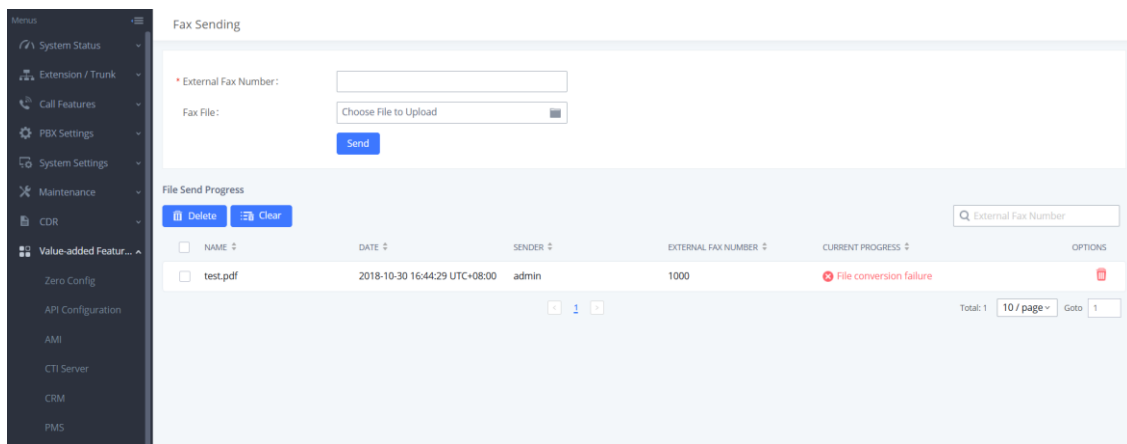 Menus
System Status
Extension / Trunk
Call Features
PBX Settings
System Settings
Maintenance
CDR
Value-added Featur...
Zero Config
API Configuration
AMI
CTI Server
CRM
PMS
Fax Sending
* External Fax Number:
Fax File: Choose File to Upload
Send
File Send Progress
Delete Clear External Fax Number
NAME DATE SENDER EXTERNAL FAX NUMBER CURRENT PROGRESS OPTIONS
test.pdf 2018-10-30 16:44:29 UTC+08:00 admin 1000 File conversion failure
1 Total: 1 10 / page Goto 1